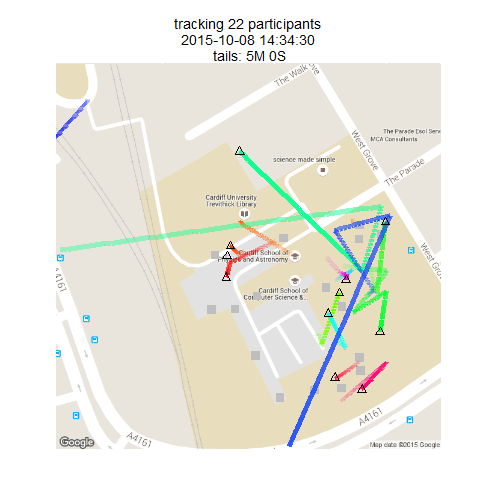 tracking 22 participants
2015-10-08 14:34:30
tails: 5M 0S
The Walk
West Grove
The Parade Esol Serv
MCA Consultants
science made simple
The Parade
Cardiff University
Trevithick Library
West Grove
Cardiff School of
and Astronomy
Cardiff School of
Computer Science &...
A4161
A4161
A4161
Google
Map data ©2015 Google